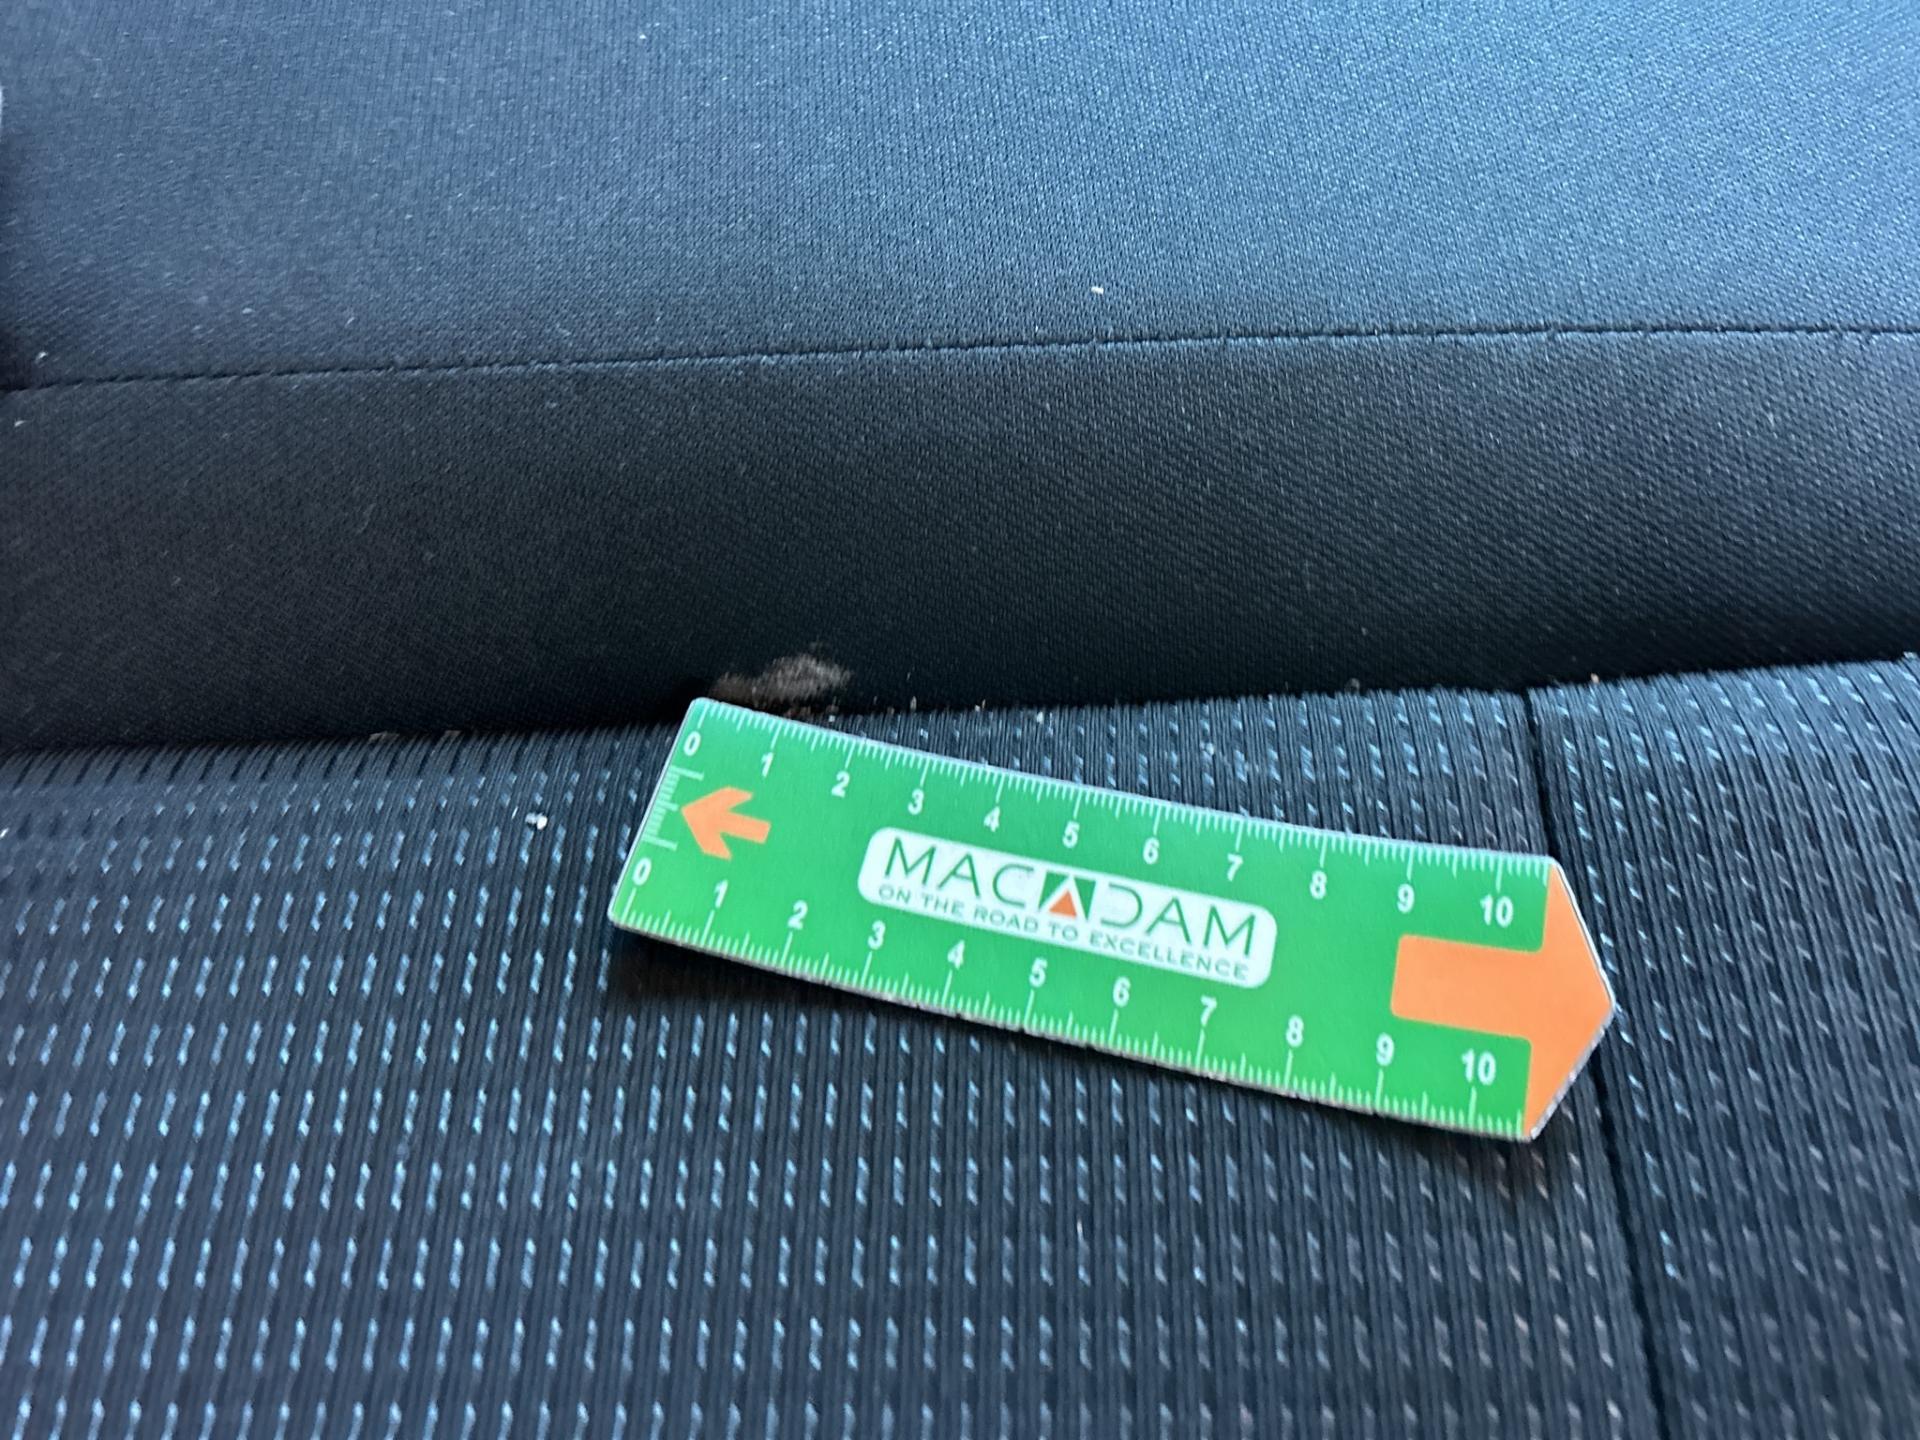 0 1 2 3 4 5 6 7 8 9 10
MACADAM
ON THE ROAD TO EXCELLENCE
0 1 2 3 4 5 6 7 8 9 10